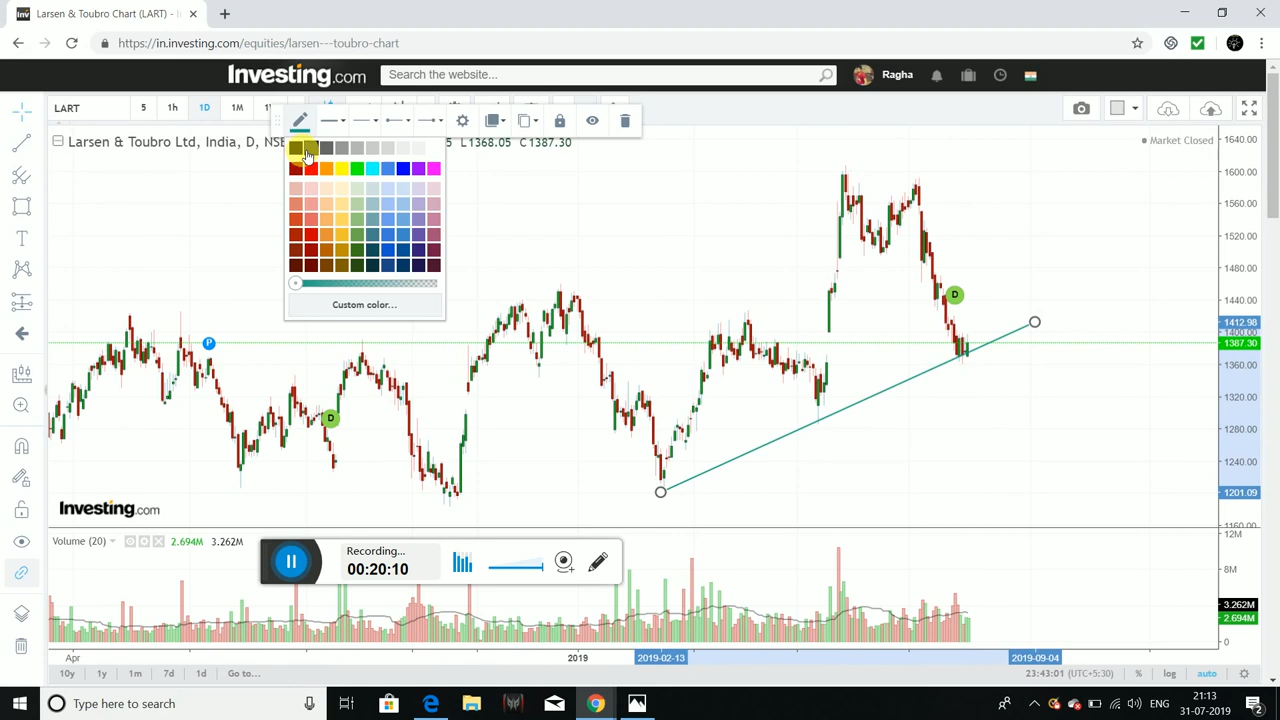 Larsen & Toubro Chart (LART) - I
https://in.investing.com/equities/larsen---toubro-chart
Investing.com
Search the website...
Ragha
LART
5
1h
1D
1M
Larsen & Toubro Ltd, India, D, NSE
5 L1368.05 C1387.30
Market Closed
Custom color...
1640.00
1600.00
1560.00
1520.00
1480.00
1440.00
1412.98
1400.00
1387.30
1360.00
1320.00
1280.00
1240.00
1201.09
1160.00
P
D
D
Investing.com
Volume (20)
2.694M
3.262M
Recording...
00:20:10
12M
8M
3.262M
2.694M
0
Apr
2019
2019-02-13
2019-09-04
10y
1y
1m
7d
1d
Go to...
23:43:01 (UTC+5:30)
%
log
auto
Type here to search
ENG
21:13
31-07-2019
2